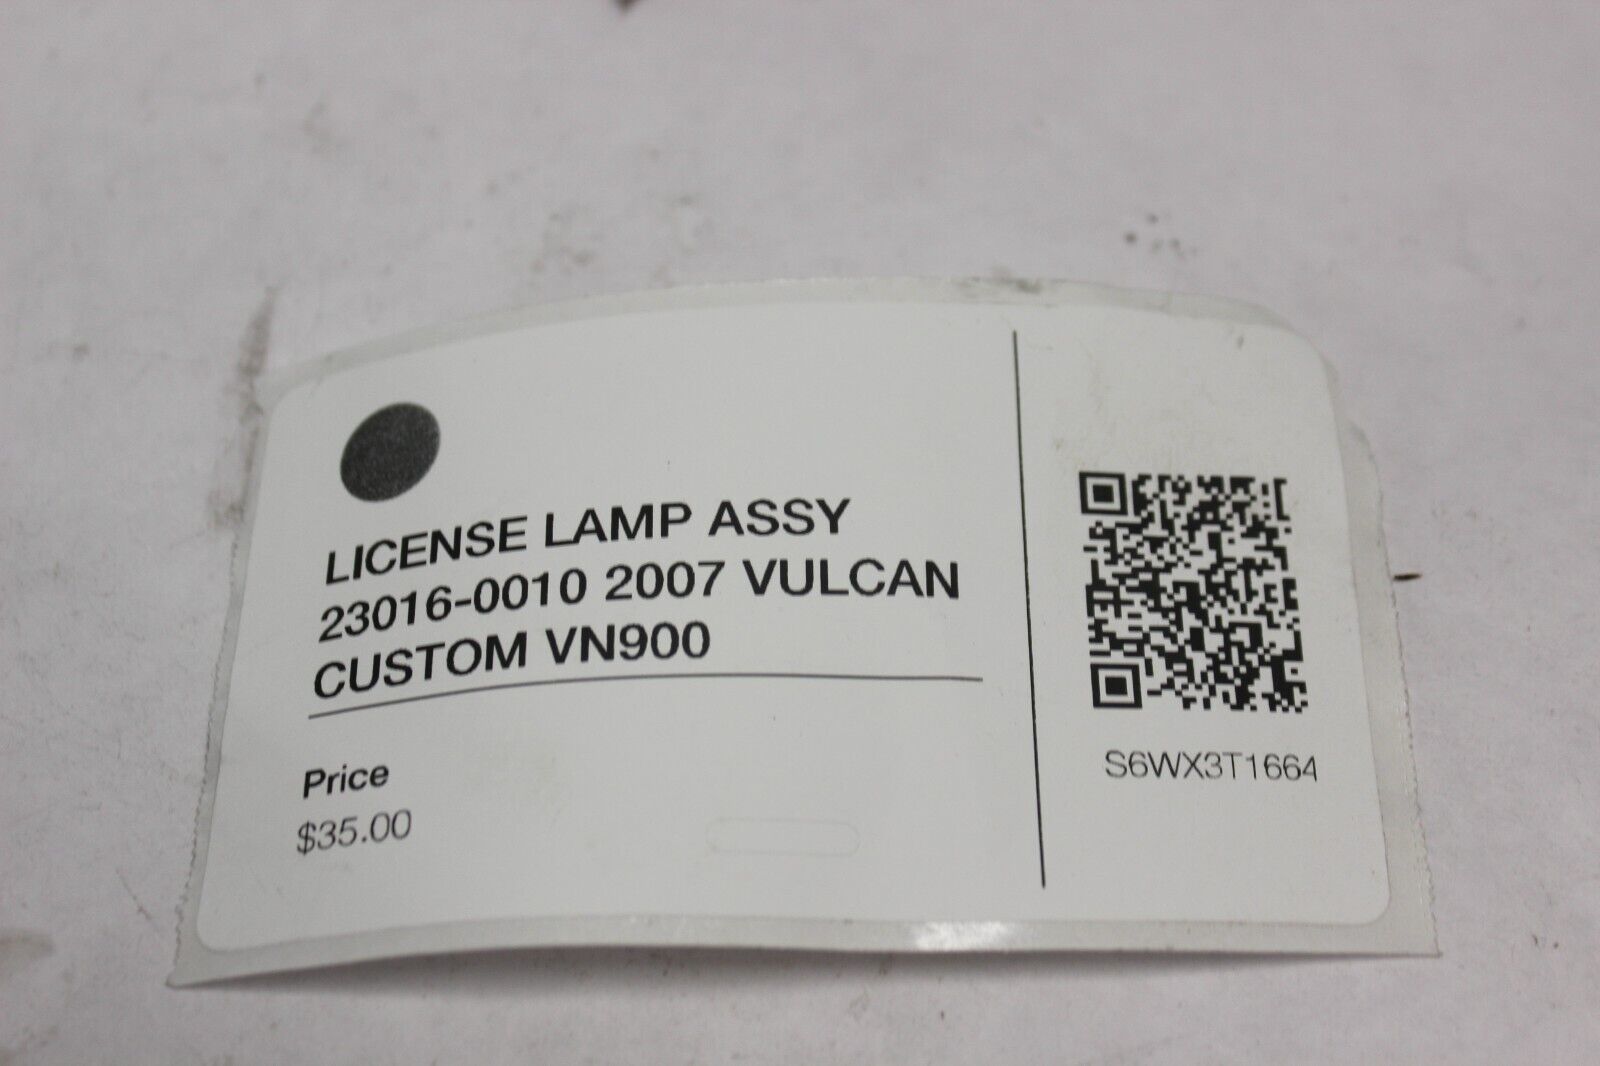 LICENSE LAMP ASSY
23016-0010 2007 VULCAN
CUSTOM VN900
Price
$35.00
S6WX3T1664